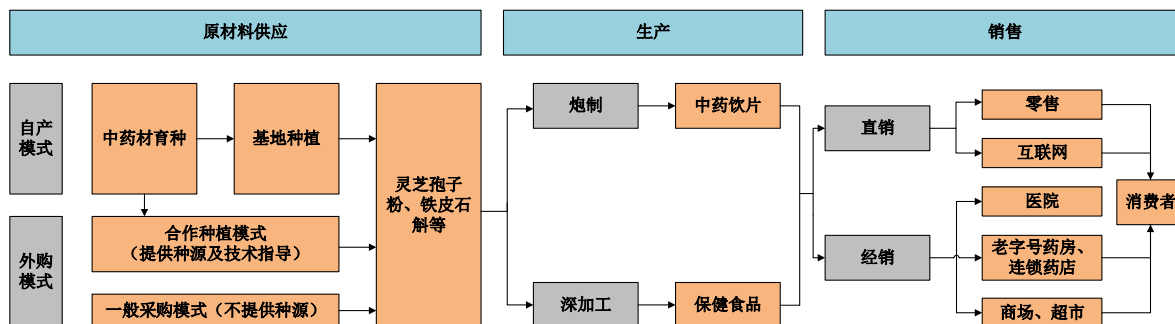 原材料供应
生产
销售
自产
模式
中药材育种
基地种植
外购
模式
合作种植模式
（提供种源及技术指导）
一般采购模式（不提供种源）
灵芝孢子
粉、铁皮石
斛等
炮制
中药饮片
深加工
保健食品
直销
经销
零售
互联网
医院
老字号药房、
连锁药店
商场、超市
消费者